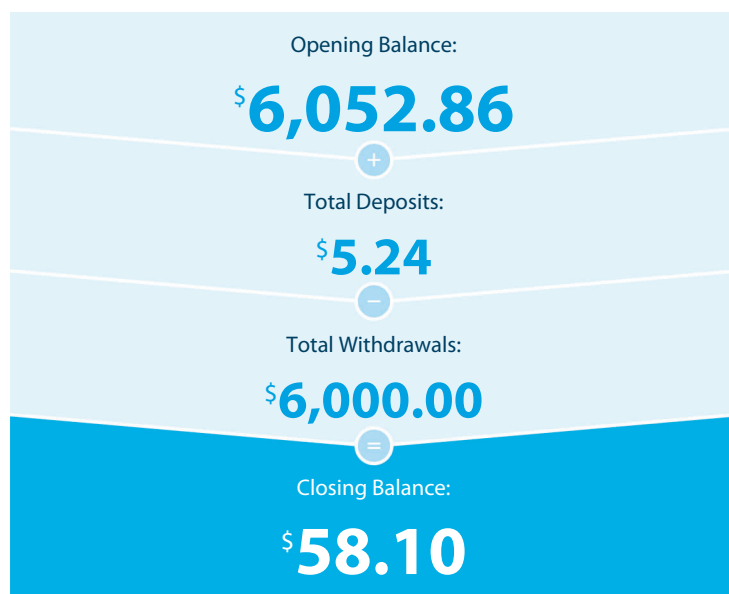 Opening Balance:
$6,052.86
+
Total Deposits:
$5.24
−
Total Withdrawals:
$6,000.00
=
Closing Balance:
$58.10